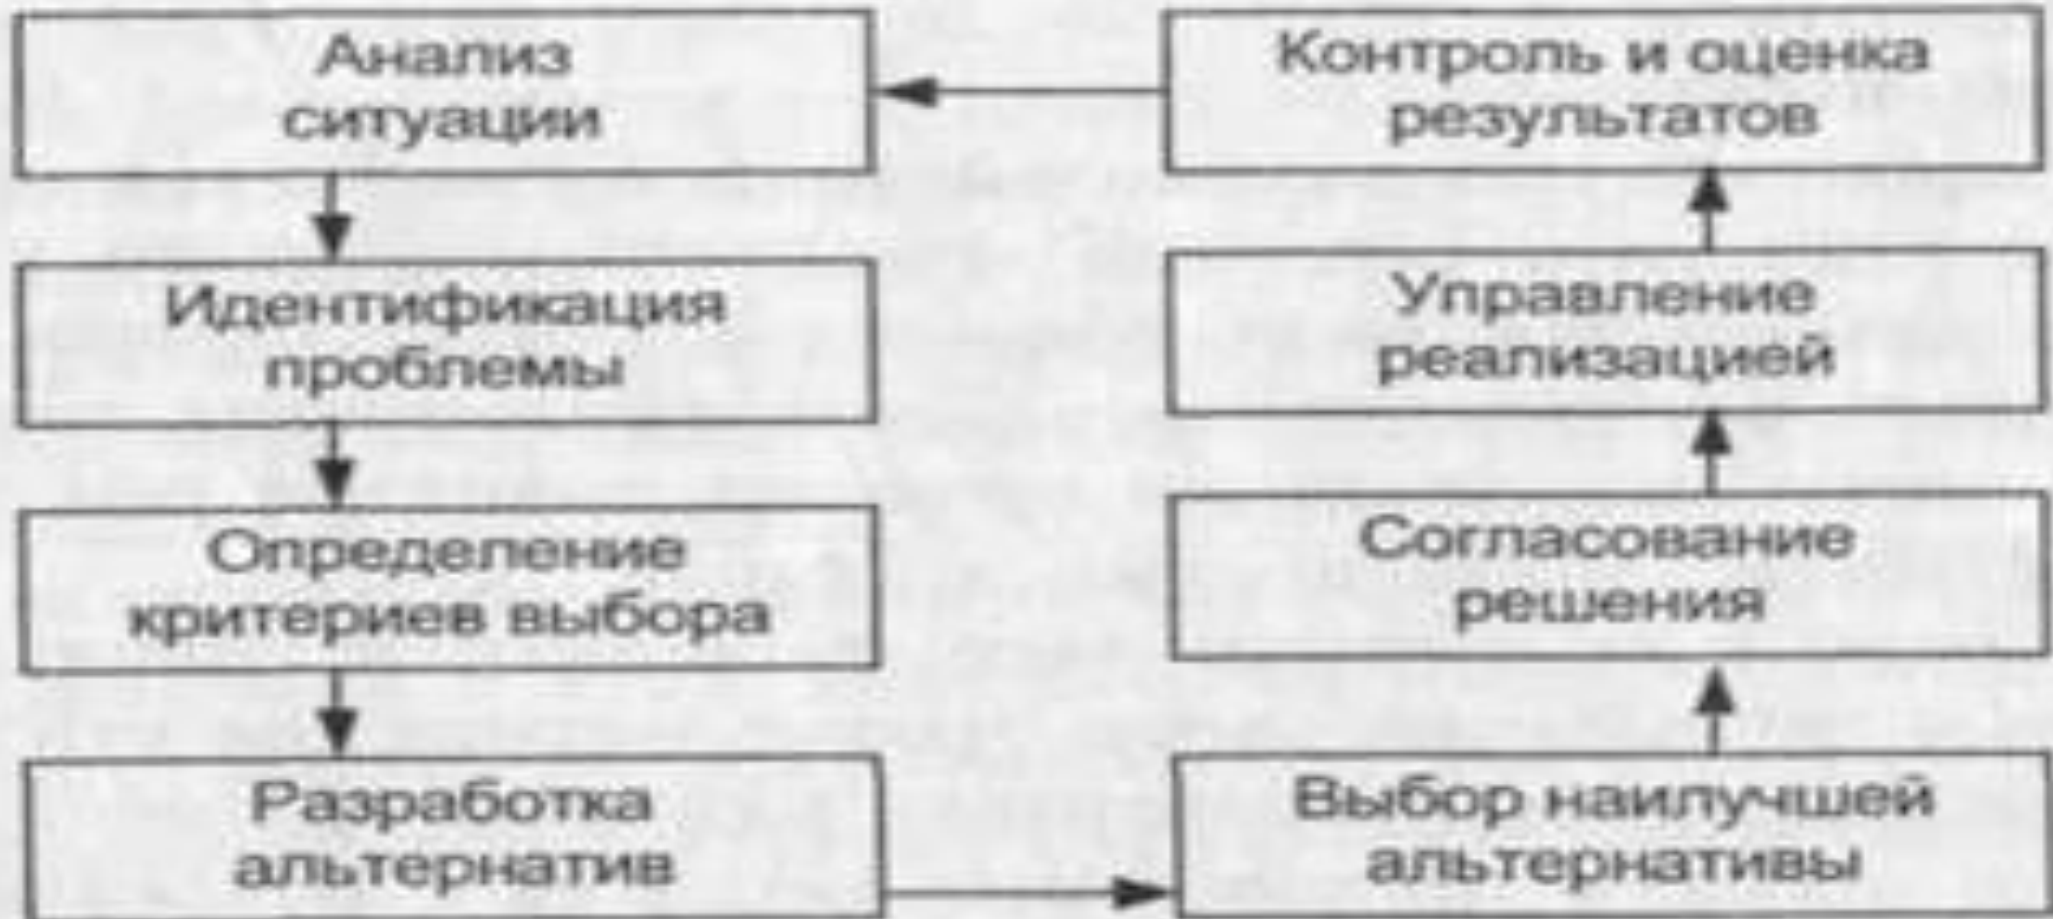 Анализ
ситуации
Идентификация
проблемы
Определение
критериев выбора
Разработка
альтернатив
Выбор наилучшей
альтернативы
Согласование
решения
Управление
реализацией
Контроль и оценка
результатов